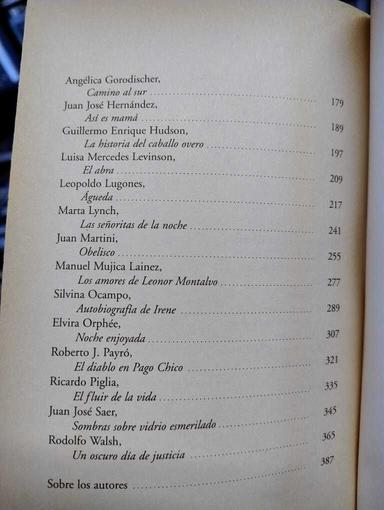 Angélica Gorodischer,
Camino al sur ........ 179
Juan José Hernández,
Así es mamá ........ 189
Guillermo Enrique Hudson,
La historia del caballo overo ........ 197
Luisa Mercedes Levinson,
El abra ........ 209
Leopoldo Lugones,
Águeda ........ 217
Marta Lynch,
Las señoritas de la noche ........ 241
Juan Martini,
Obelisco ........ 255
Manuel Mujica Lainez,
Los amores de Leonor Montalvo ........ 277
Silvina Ocampo,
Autobiografía de Irene ........ 289
Elvira Orphée,
Noche enjoyada ........ 307
Roberto J. Payró,
El diablo en Pago Chico ........ 321
Ricardo Piglia,
El fluir de la vida ........ 335
Juan José Saer,
Sombras sobre vidrio esmerilado ........ 345
Rodolfo Walsh,
Un oscuro día de justicia ........ 365
Sobre los autores ........ 387